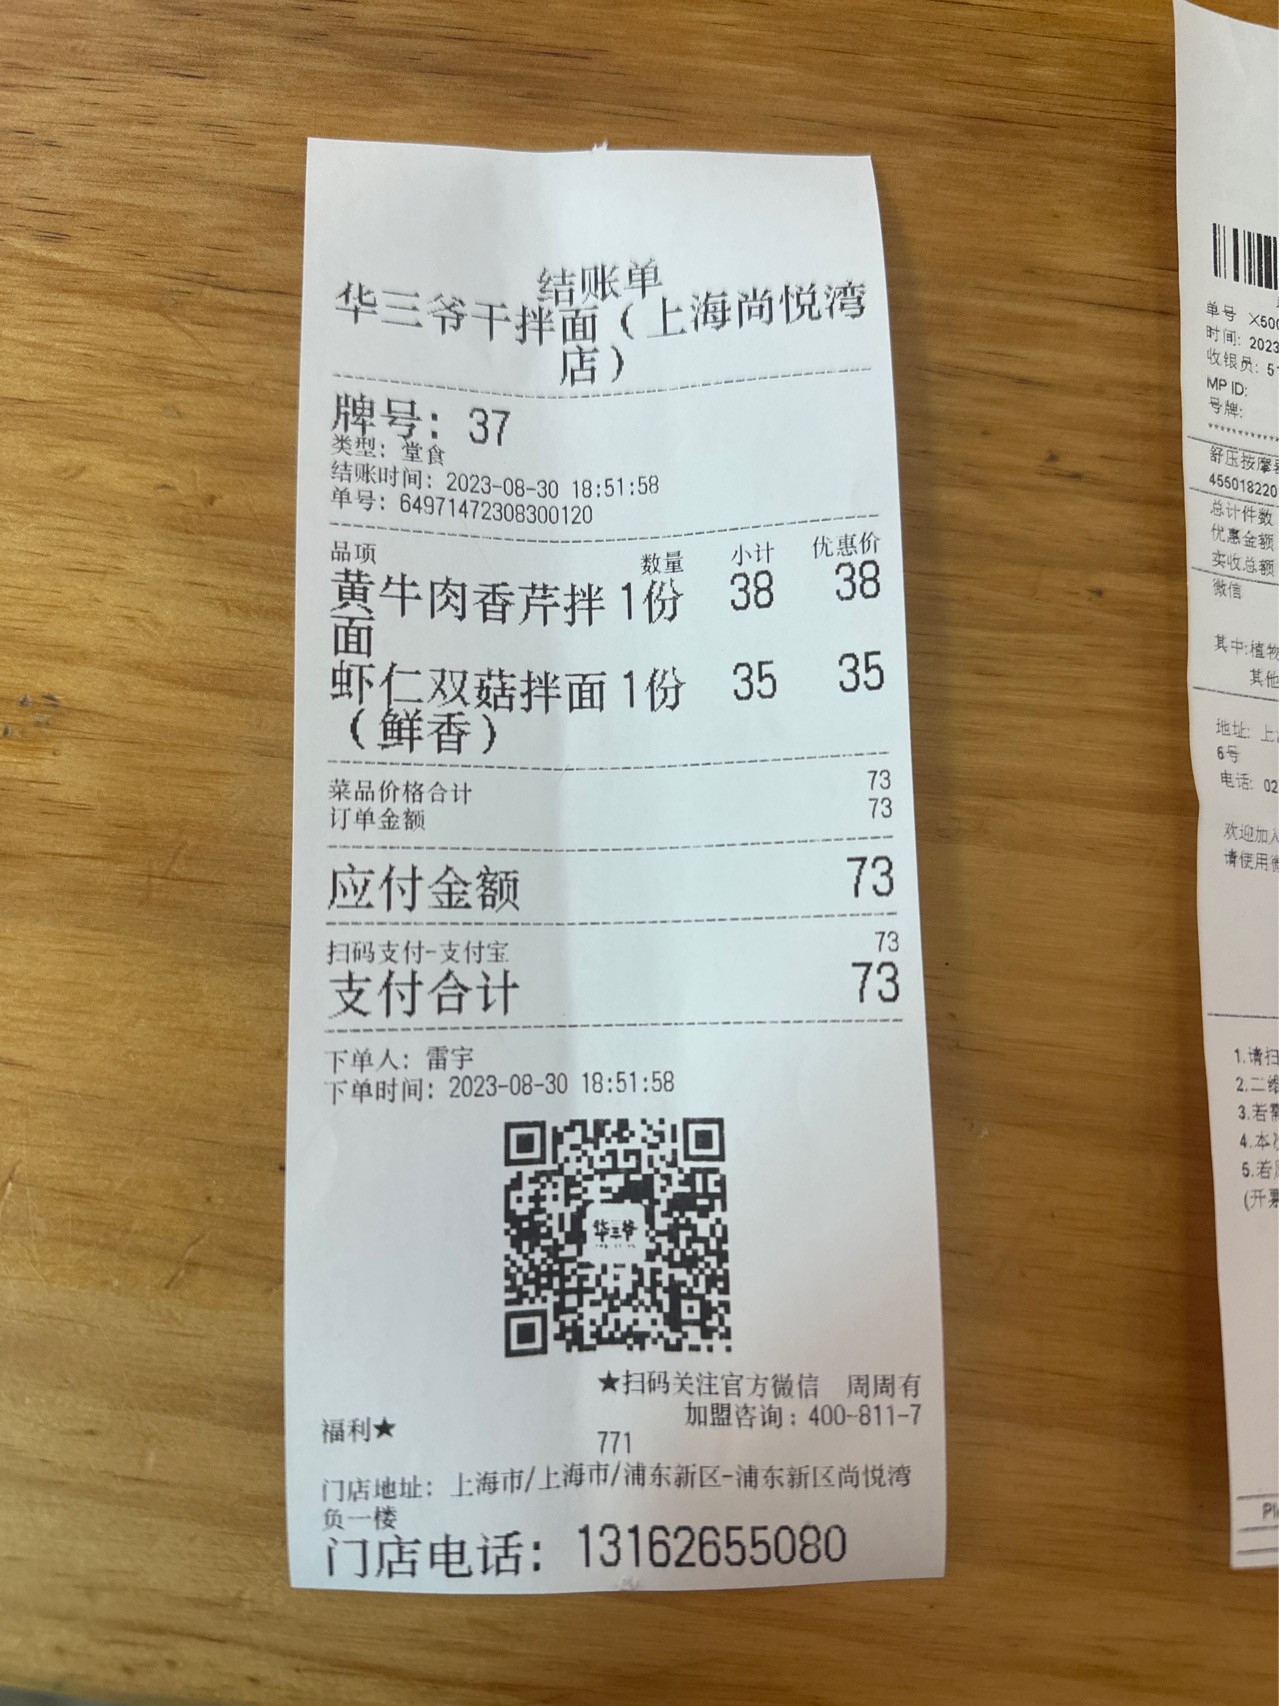 结账单
华三爷干拌面（上海尚悦湾
店）
牌号：37
类型：堂食
结账时间：2023-08-30 18:51:58
单号：649714723083001​20
品项 数量 小计 优惠价
黄牛肉香芹拌 1份 38 38
面
虾仁双菇拌面 1份 35 35
（鲜香）
菜品价格合计 73
订单金额 73
应付金额 73
扫码支付-支付宝 73
支付合计 73
下单人：雷宇
下单时间：2023-08-30 18:51:58
华三爷
★扫码关注官方微信 周周有
福利★ 加盟咨询：400-811-7
771
门店地址：上海市/上海市/浦东新区-浦东新区尚悦湾
负一楼
门店电话：13162655080
单号 X500
时间: 2023
收银员: 51
MP ID:
号牌:
************
舒压按摩
455018220
总计件数
优惠金额
实收总额
微信
其中:植物
其他
地址: 上
6号
电话: 02
欢迎加入
请使用微
1.请扫
2.二维
3.若需
4.本
5.若
(开票